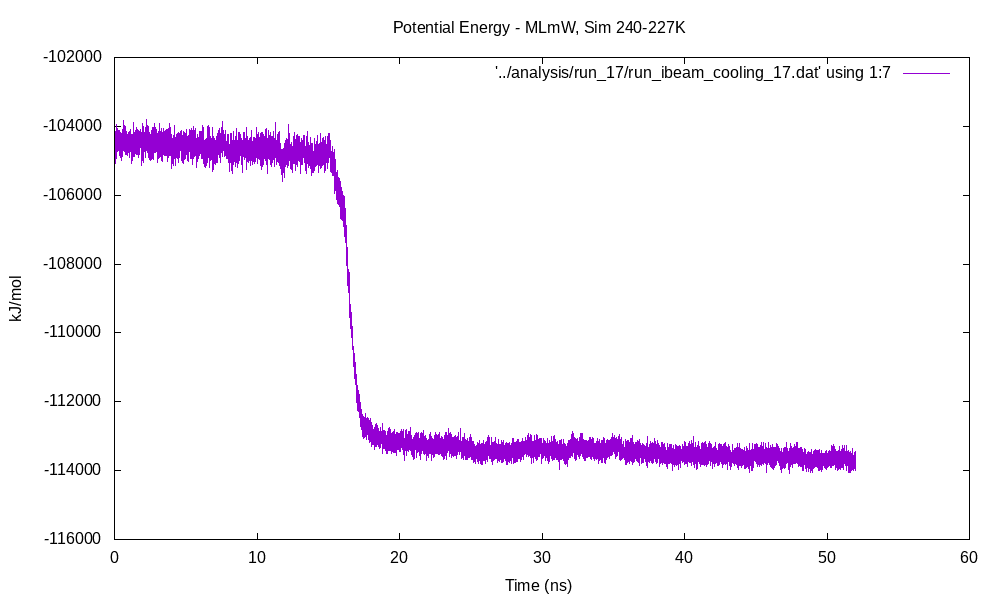 Potential Energy - MLmW, Sim 240-227K
'../analysis/run_17/run_ibeam_cooling_17.dat' using 1:7
-102000
-104000
-106000
-108000
-110000
-112000
-114000
-116000
kJ/mol
0 10 20 30 40 50 60
Time (ns)